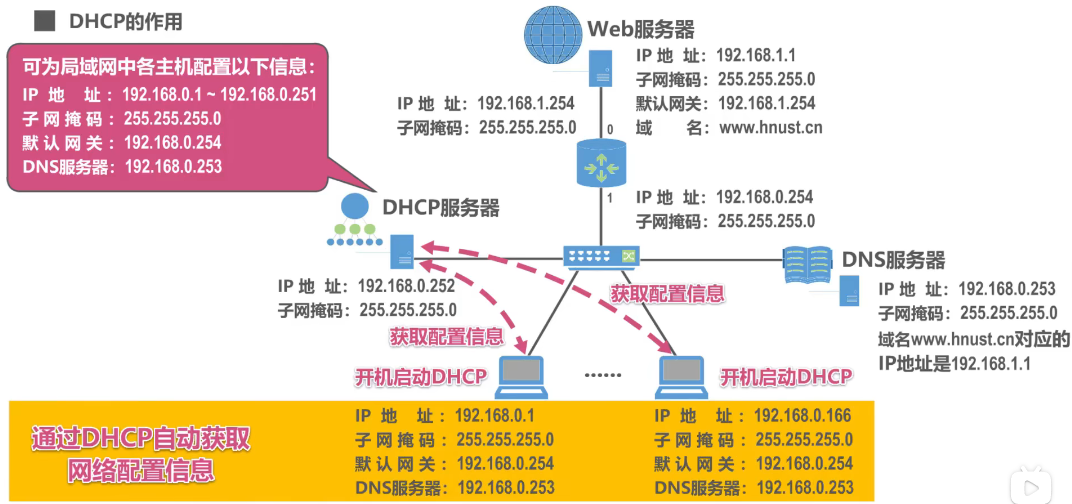 DHCP的作用
可为局域网中各主机配置以下信息：
IP 地 址：192.168.0.1 ~ 192.168.0.251
子 网 掩 码：255.255.255.0
默 认 网 关：192.168.0.254
DNS服务器：192.168.0.253
Web服务器
IP 地 址：192.168.1.1
子网掩码：255.255.255.0
默认网关：192.168.1.254
域 名：www.hnust.cn
IP 地 址：192.168.1.254
子网掩码：255.255.255.0
0
1
IP 地 址：192.168.0.254
子网掩码：255.255.255.0
DHCP服务器
IP 地 址：192.168.0.252
子网掩码：255.255.255.0
DNS服务器
IP 地 址：192.168.0.253
子网掩码：255.255.255.0
域名www.hnust.cn对应的
IP地址是192.168.1.1
获取配置信息
获取配置信息
开机启动DHCP
······
开机启动DHCP
通过DHCP自动获取
网络配置信息
IP 地 址：192.168.0.1
子 网 掩 码：255.255.255.0
默 认 网 关：192.168.0.254
DNS服务器：192.168.0.253
IP 地 址：192.168.0.166
子 网 掩 码：255.255.255.0
默 认 网 关：192.168.0.254
DNS服务器：192.168.0.253